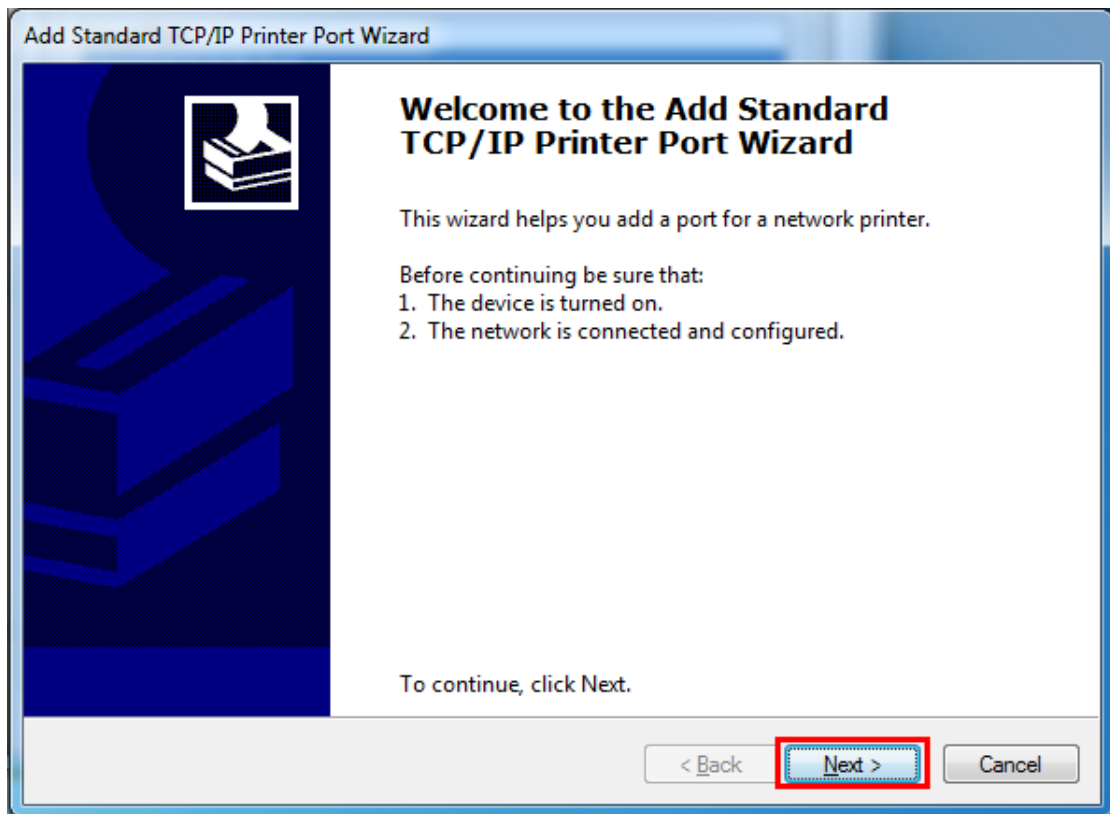 Add Standard TCP/IP Printer Port Wizard
Welcome to the Add Standard
TCP/IP Printer Port Wizard
This wizard helps you add a port for a network printer.
Before continuing be sure that:
1. The device is turned on.
2. The network is connected and configured.
To continue, click Next.
< Back
Next >
Cancel